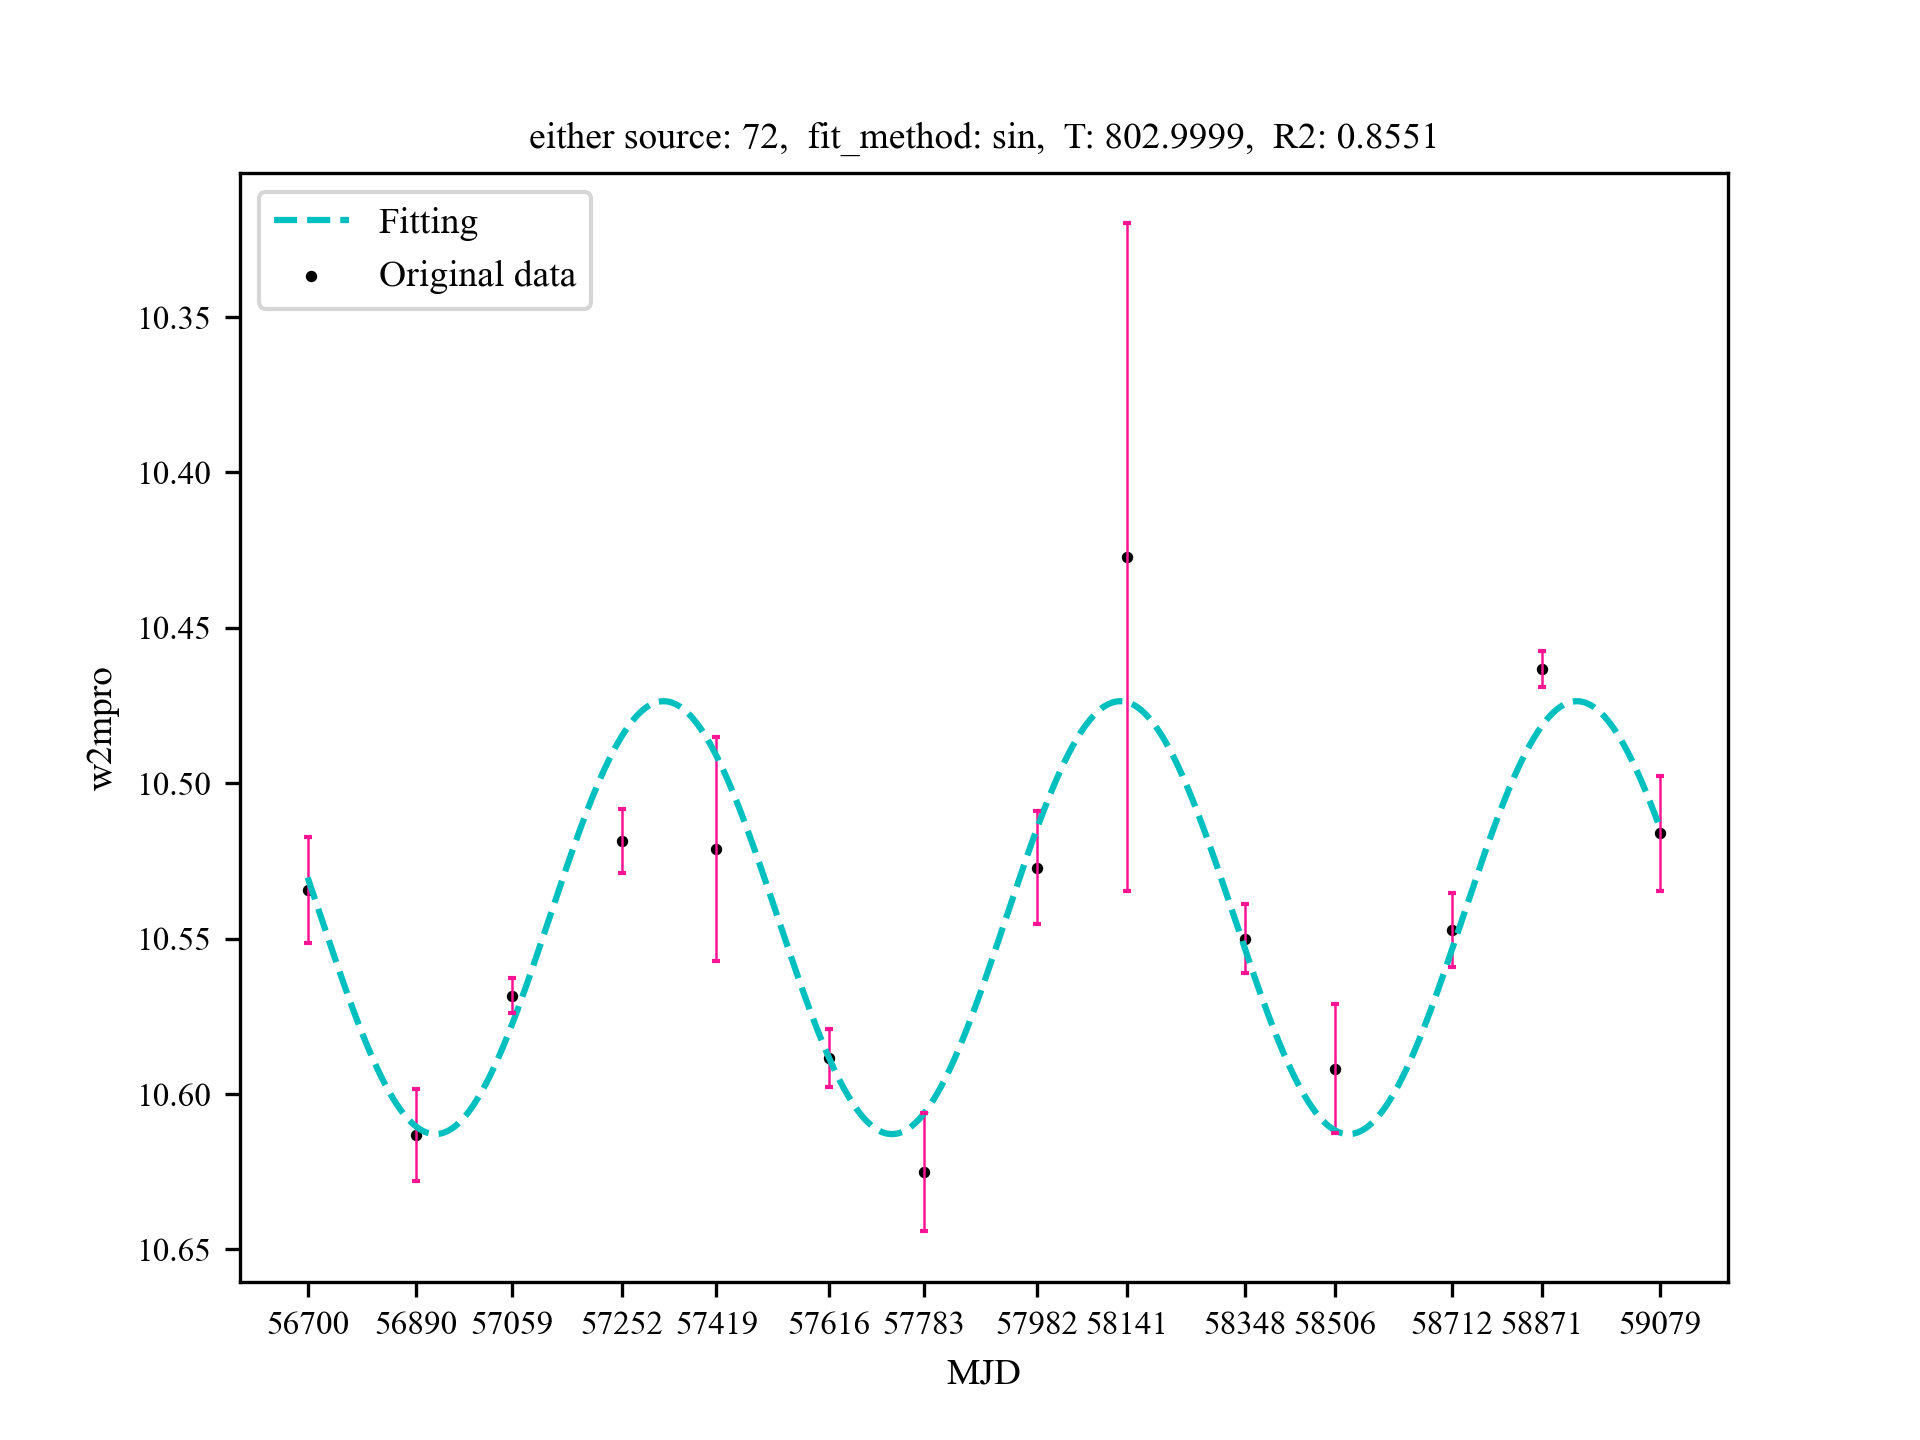 either source: 72,  fit_method: sin,  T: 802.9999,  R2: 0.8551
Fitting
Original data
10.35
10.40
10.45
10.50
10.55
10.60
10.65
w2mpro
56700 56890 57059 57252 57419 57616 57783 57982 58141 58348 58506 58712 58871 59079
MJD